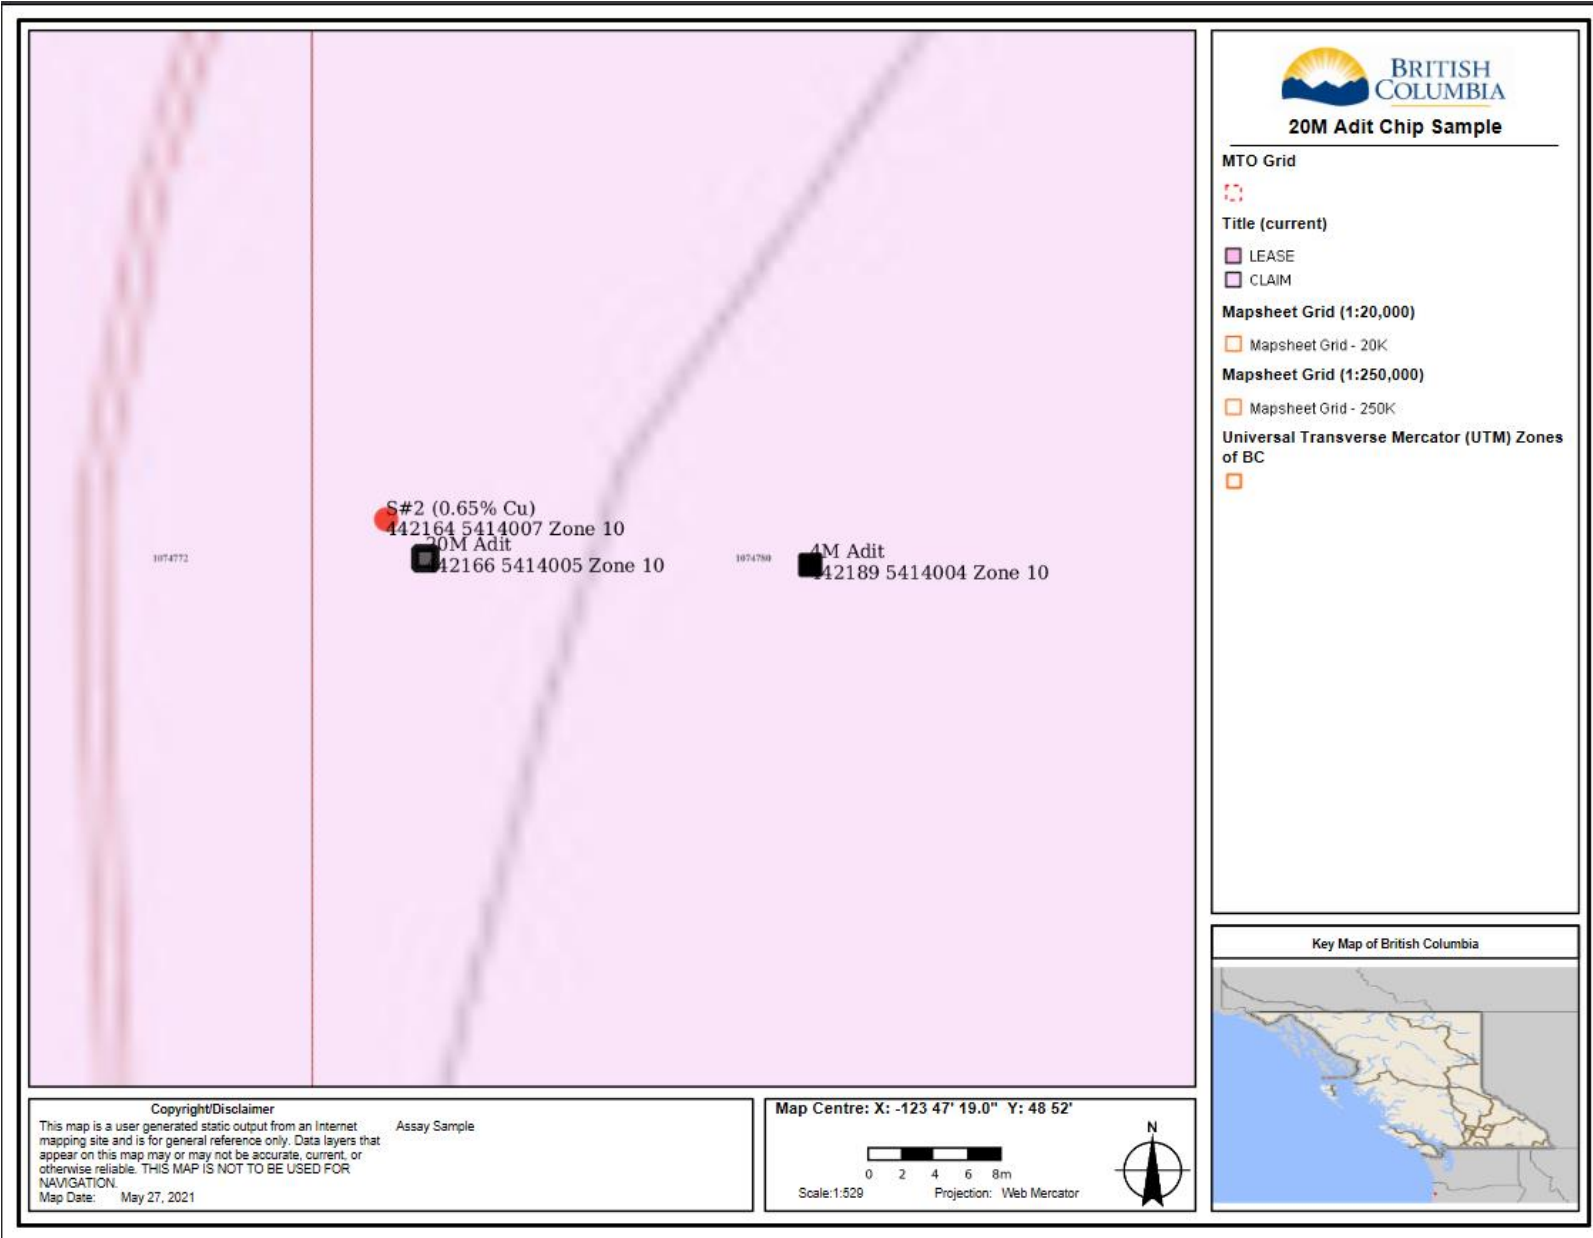 S#2 (0.65% Cu)
442164 5414007 Zone 10
20M Adit
442166 5414005 Zone 10
4M Adit
442189 5414004 Zone 10
1074772
1074780
BRITISH
COLUMBIA
20M Adit Chip Sample
MTO Grid
Title (current)
LEASE
CLAIM
Mapsheet Grid (1:20,000)
Mapsheet Grid - 20K
Mapsheet Grid (1:250,000)
Mapsheet Grid - 250K
Universal Transverse Mercator (UTM) Zones
of BC
Key Map of British Columbia
Copyright/Disclaimer
This map is a user generated static output from an Internet
mapping site and is for general reference only. Data layers that
appear on this map may or may not be accurate, current, or
otherwise reliable. THIS MAP IS NOT TO BE USED FOR
NAVIGATION.
Map Date: May 27, 2021
Assay Sample
Map Centre: X: -123 47' 19.0" Y: 48 52'
0 2 4 6 8m
Scale:1:529 Projection: Web Mercator
N